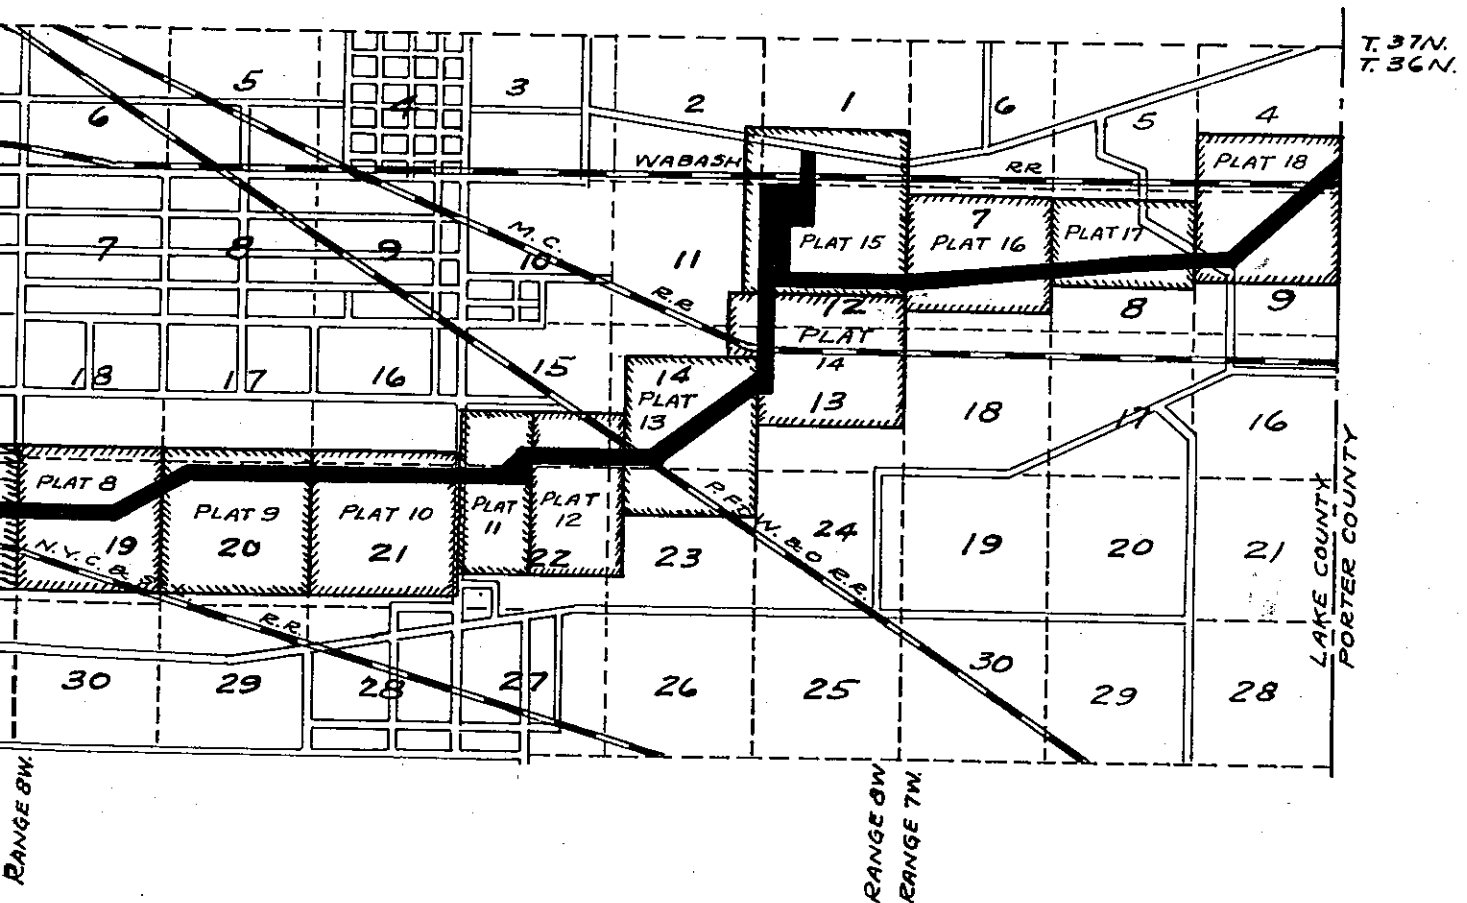 T. 37N.
T. 36N.
6
5
4
3
2
1
6
5
4
WABASH
RR
PLAT 18
7
8
9
M.C.
10
R.R
11
PLAT 15
7
PLAT 16
PLAT 17
12
PLAT
14
8
9
18
17
16
15
14
PLAT
13
13
18
17
16
PLAT 8
PLAT 9
PLAT 10
PLAT
11
PLAT
12
19
20
21
22
23
24
19
20
21
N.Y.C. & ST
R.R.
P. FT.
W. & O R.R.
30
29
28
27
26
25
30
29
28
LAKE COUNTY
PORTER COUNTY
RANGE 8W.
RANGE 8W
RANGE 7W.